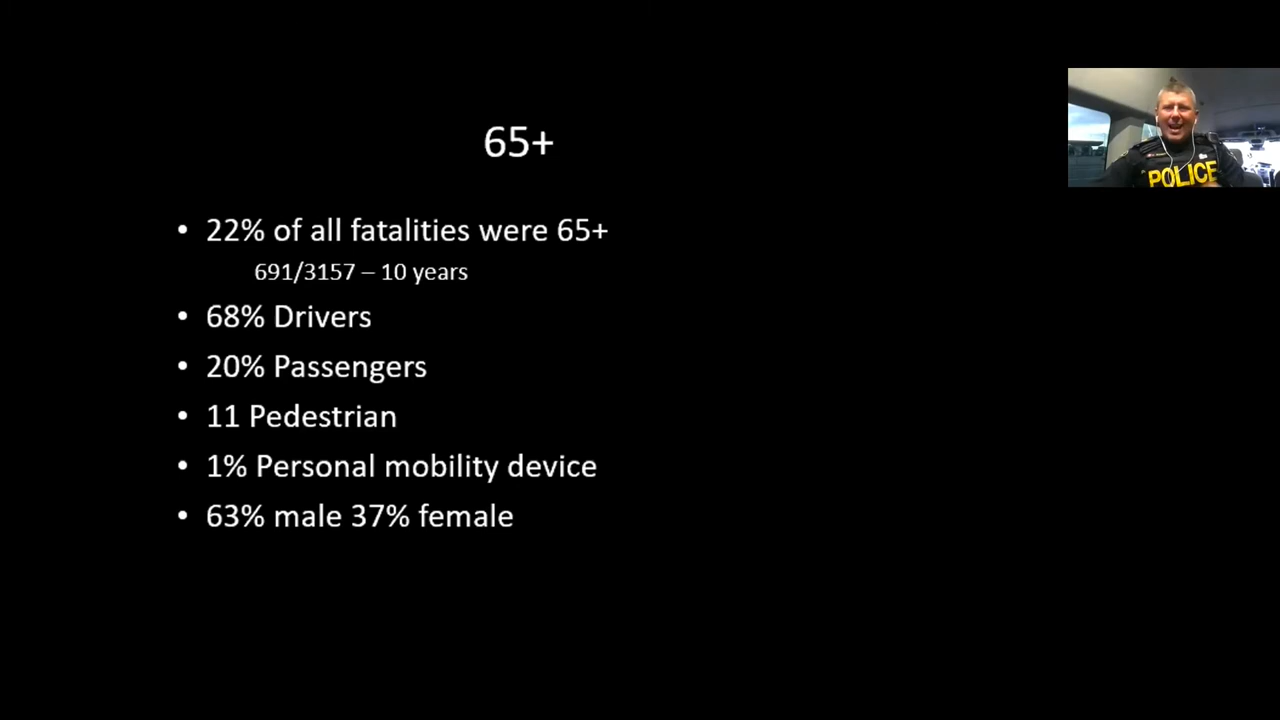 65+
• 22% of all fatalities were 65+
691/3157 – 10 years
• 68% Drivers
• 20% Passengers
• 11 Pedestrian
• 1% Personal mobility device
• 63% male 37% female
POLICE